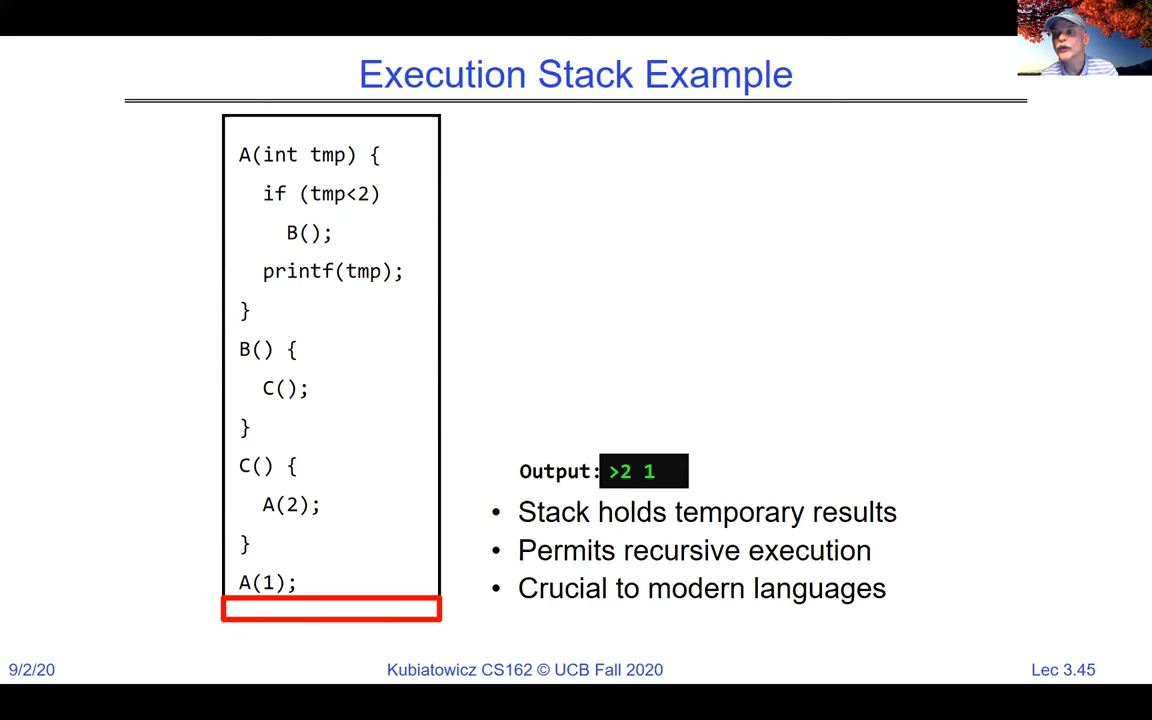 Execution Stack Example
A(int tmp) {
if (tmp<2)
B();
printf(tmp);
}
B() {
C();
}
C() {
A(2);
}
A(1);
Output: >2 1
• Stack holds temporary results
• Permits recursive execution
• Crucial to modern languages
9/2/20
Kubiatowicz CS162 © UCB Fall 2020
Lec 3.45